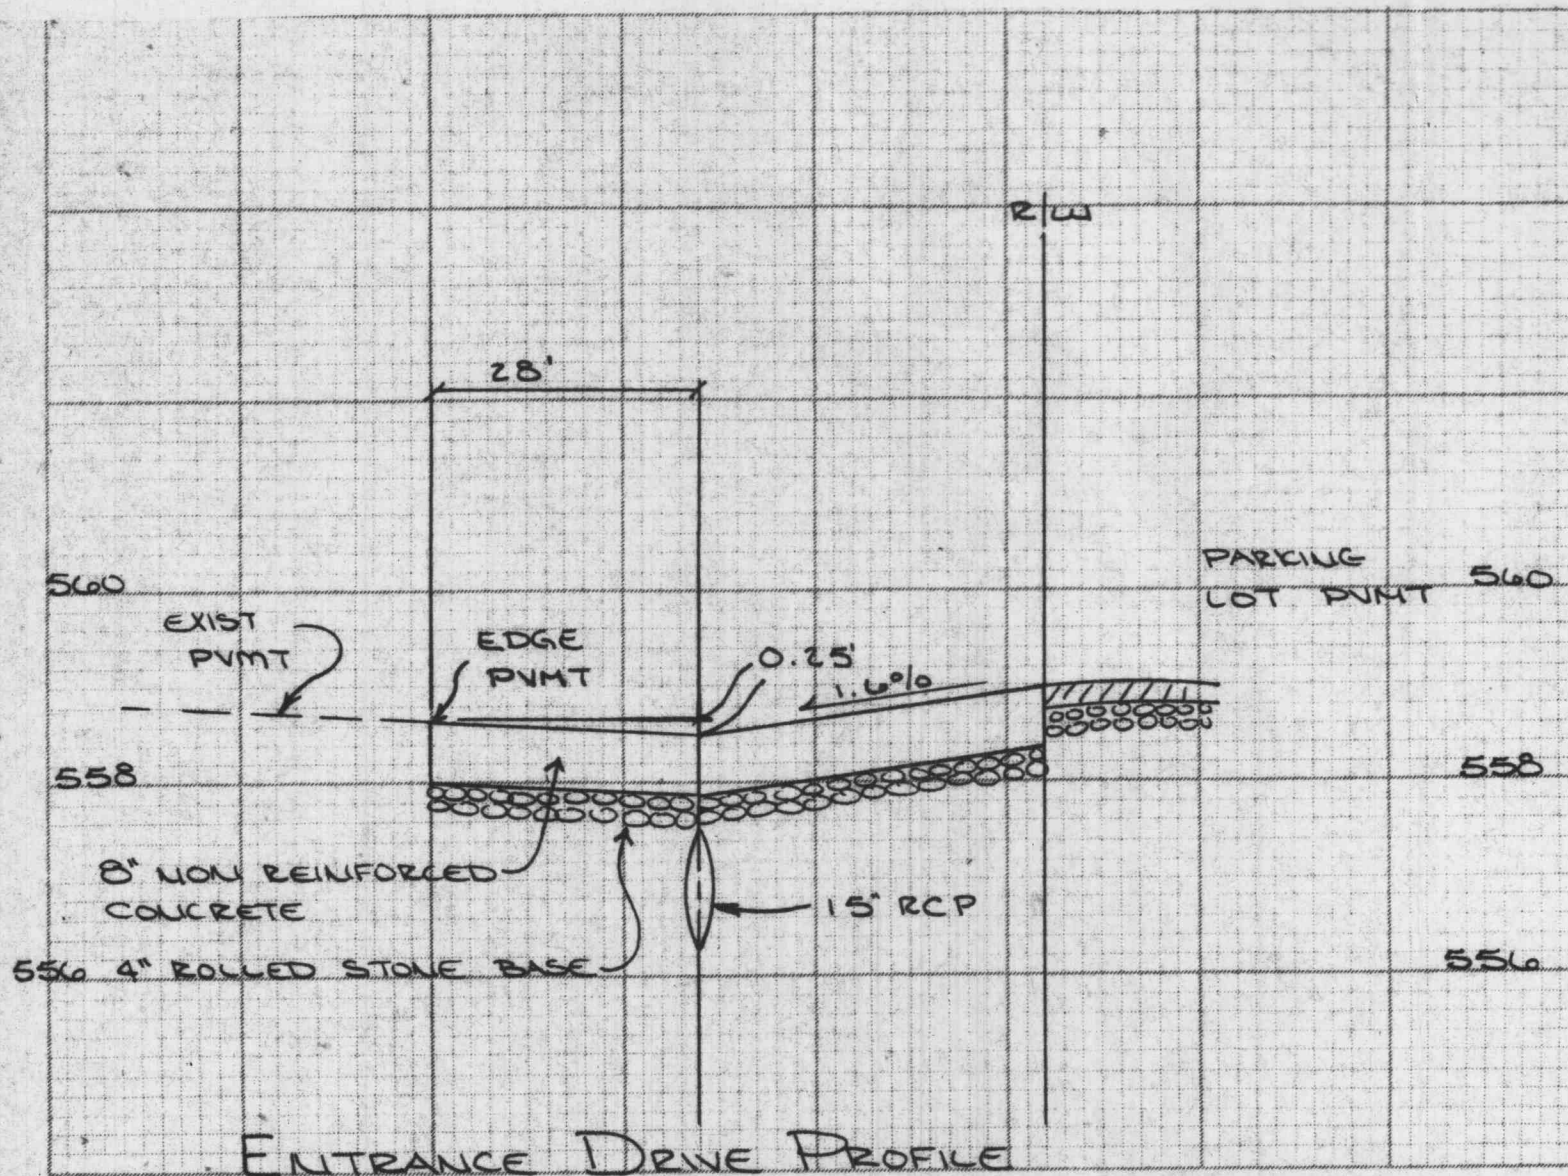 R/W
28'
PARKING
LOT PVMT
560
560
EXIST
PVMT
EDGE
PVMT
0.25'
1.6%
558
558
8" NON REINFORCED
CONCRETE
15" RCP
556
4" ROLLED STONE BASE
556
ENTRANCE DRIVE PROFILE